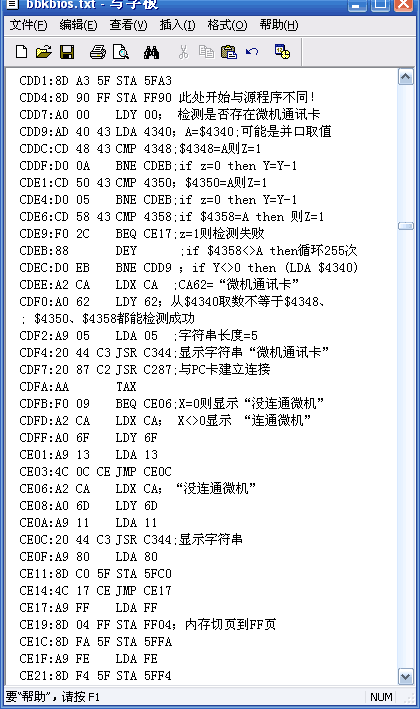 bbkbios.txt - 写字板
文件(F) 编辑(E) 查看(V) 插入(I) 格式(O) 帮助(H)
CDD1:8D A3 5F STA 5FA3
CDD4:8D 90 FF STA FF90 此处开始与源程序不同!
CDD7:A0 00 LDY 00; 检测是否存在微机通讯卡
CDD9:AD 40 43 LDA 4340; A=$4340;可能是并口取值
CDDC:CD 48 43 CMP 4348;$4348=A则Z=1
CDDF:D0 0A BNE CDEB;if z=0 then Y=Y-1
CDE1:CD 50 43 CMP 4350; $4350=A则Z=1
CDE4:D0 05 BNE CDEB;if z=0 then Y=Y-1
CDE6:CD 58 43 CMP 4358;if $4358=A then 则Z=1
CDE9:F0 2C BEQ CE17;z=1则检测失败
CDEB:88 DEY ;if $4358<>A then循环255次
CDEC:D0 EB BNE CDD9 ; if Y<>0 then (LDA $4340)
CDEE:A2 CA LDX CA ;CA62=“微机通讯卡”
CDF0:A0 62 LDY 62; 从$4340取数不等于$4348、
; $4350、$4358都能检测成功
CDF2:A9 05 LDA 05 ;字符串长度=5
CDF4:20 44 C3 JSR C344;显示字符串“微机通讯卡”
CDF7:20 87 C2 JSR C287;与PC卡建立连接
CDFA:AA TAX
CDFB:F0 09 BEQ CE06;X=0则显示“没连通微机”
CDFD:A2 CA LDX CA; X<>0显示 “连通微机”
CDFF:A0 6F LDY 6F
CE01:A9 13 LDA 13
CE03:4C 0C CE JMP CE0C
CE06:A2 CA LDX CA; “没连通微机”
CE08:A0 6D LDY 6D
CE0A:A9 11 LDA 11
CE0C:20 44 C3 JSR C344;显示字符串
CE0F:A9 80 LDA 80
CE11:8D C0 5F STA 5FC0
CE14:4C 17 CE JMP CE17
CE17:A9 FF LDA FF
CE19:8D 04 FF STA FF04; 内存切页到FF页
CE1C:8D FA 5F STA 5FFA
CE1F:A9 FE LDA FE
CE21:8D F4 5F STA 5FF4
要“帮助”，请按 F1 NUM